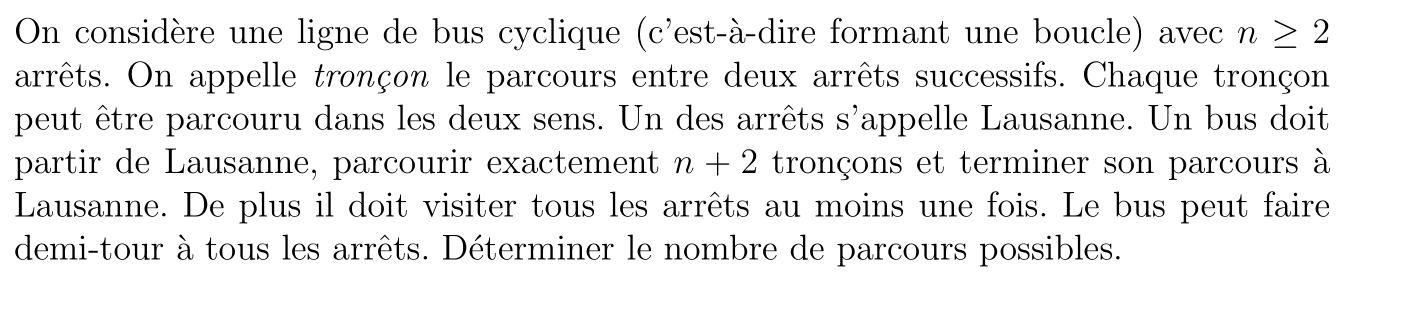 On considère une ligne de bus cyclique (c'est-à-dire formant une boucle) avec n ≥ 2
arrêts. On appelle tronçon le parcours entre deux arrêts successifs. Chaque tronçon
peut être parcouru dans les deux sens. Un des arrêts s'appelle Lausanne. Un bus doit
partir de Lausanne, parcourir exactement n + 2 tronçons et terminer son parcours à
Lausanne. De plus il doit visiter tous les arrêts au moins une fois. Le bus peut faire
demi-tour à tous les arrêts. Déterminer le nombre de parcours possibles.